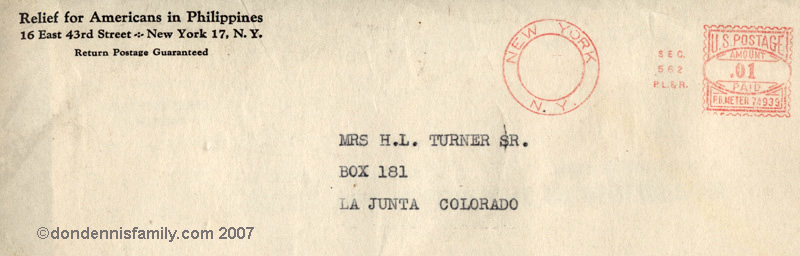 Relief for Americans in Philippines
16 East 43rd Street -:- New York 17, N. Y.
Return Postage Guaranteed
NEW YORK
N.Y.
SEC.
562
P.L.&R.
U.S. POSTAGE
AMOUNT
.01
PAID
P.B. METER 74935
MRS H.L. TURNER SR.
BOX 181
LA JUNTA COLORADO
©dondennisfamily.com 2007